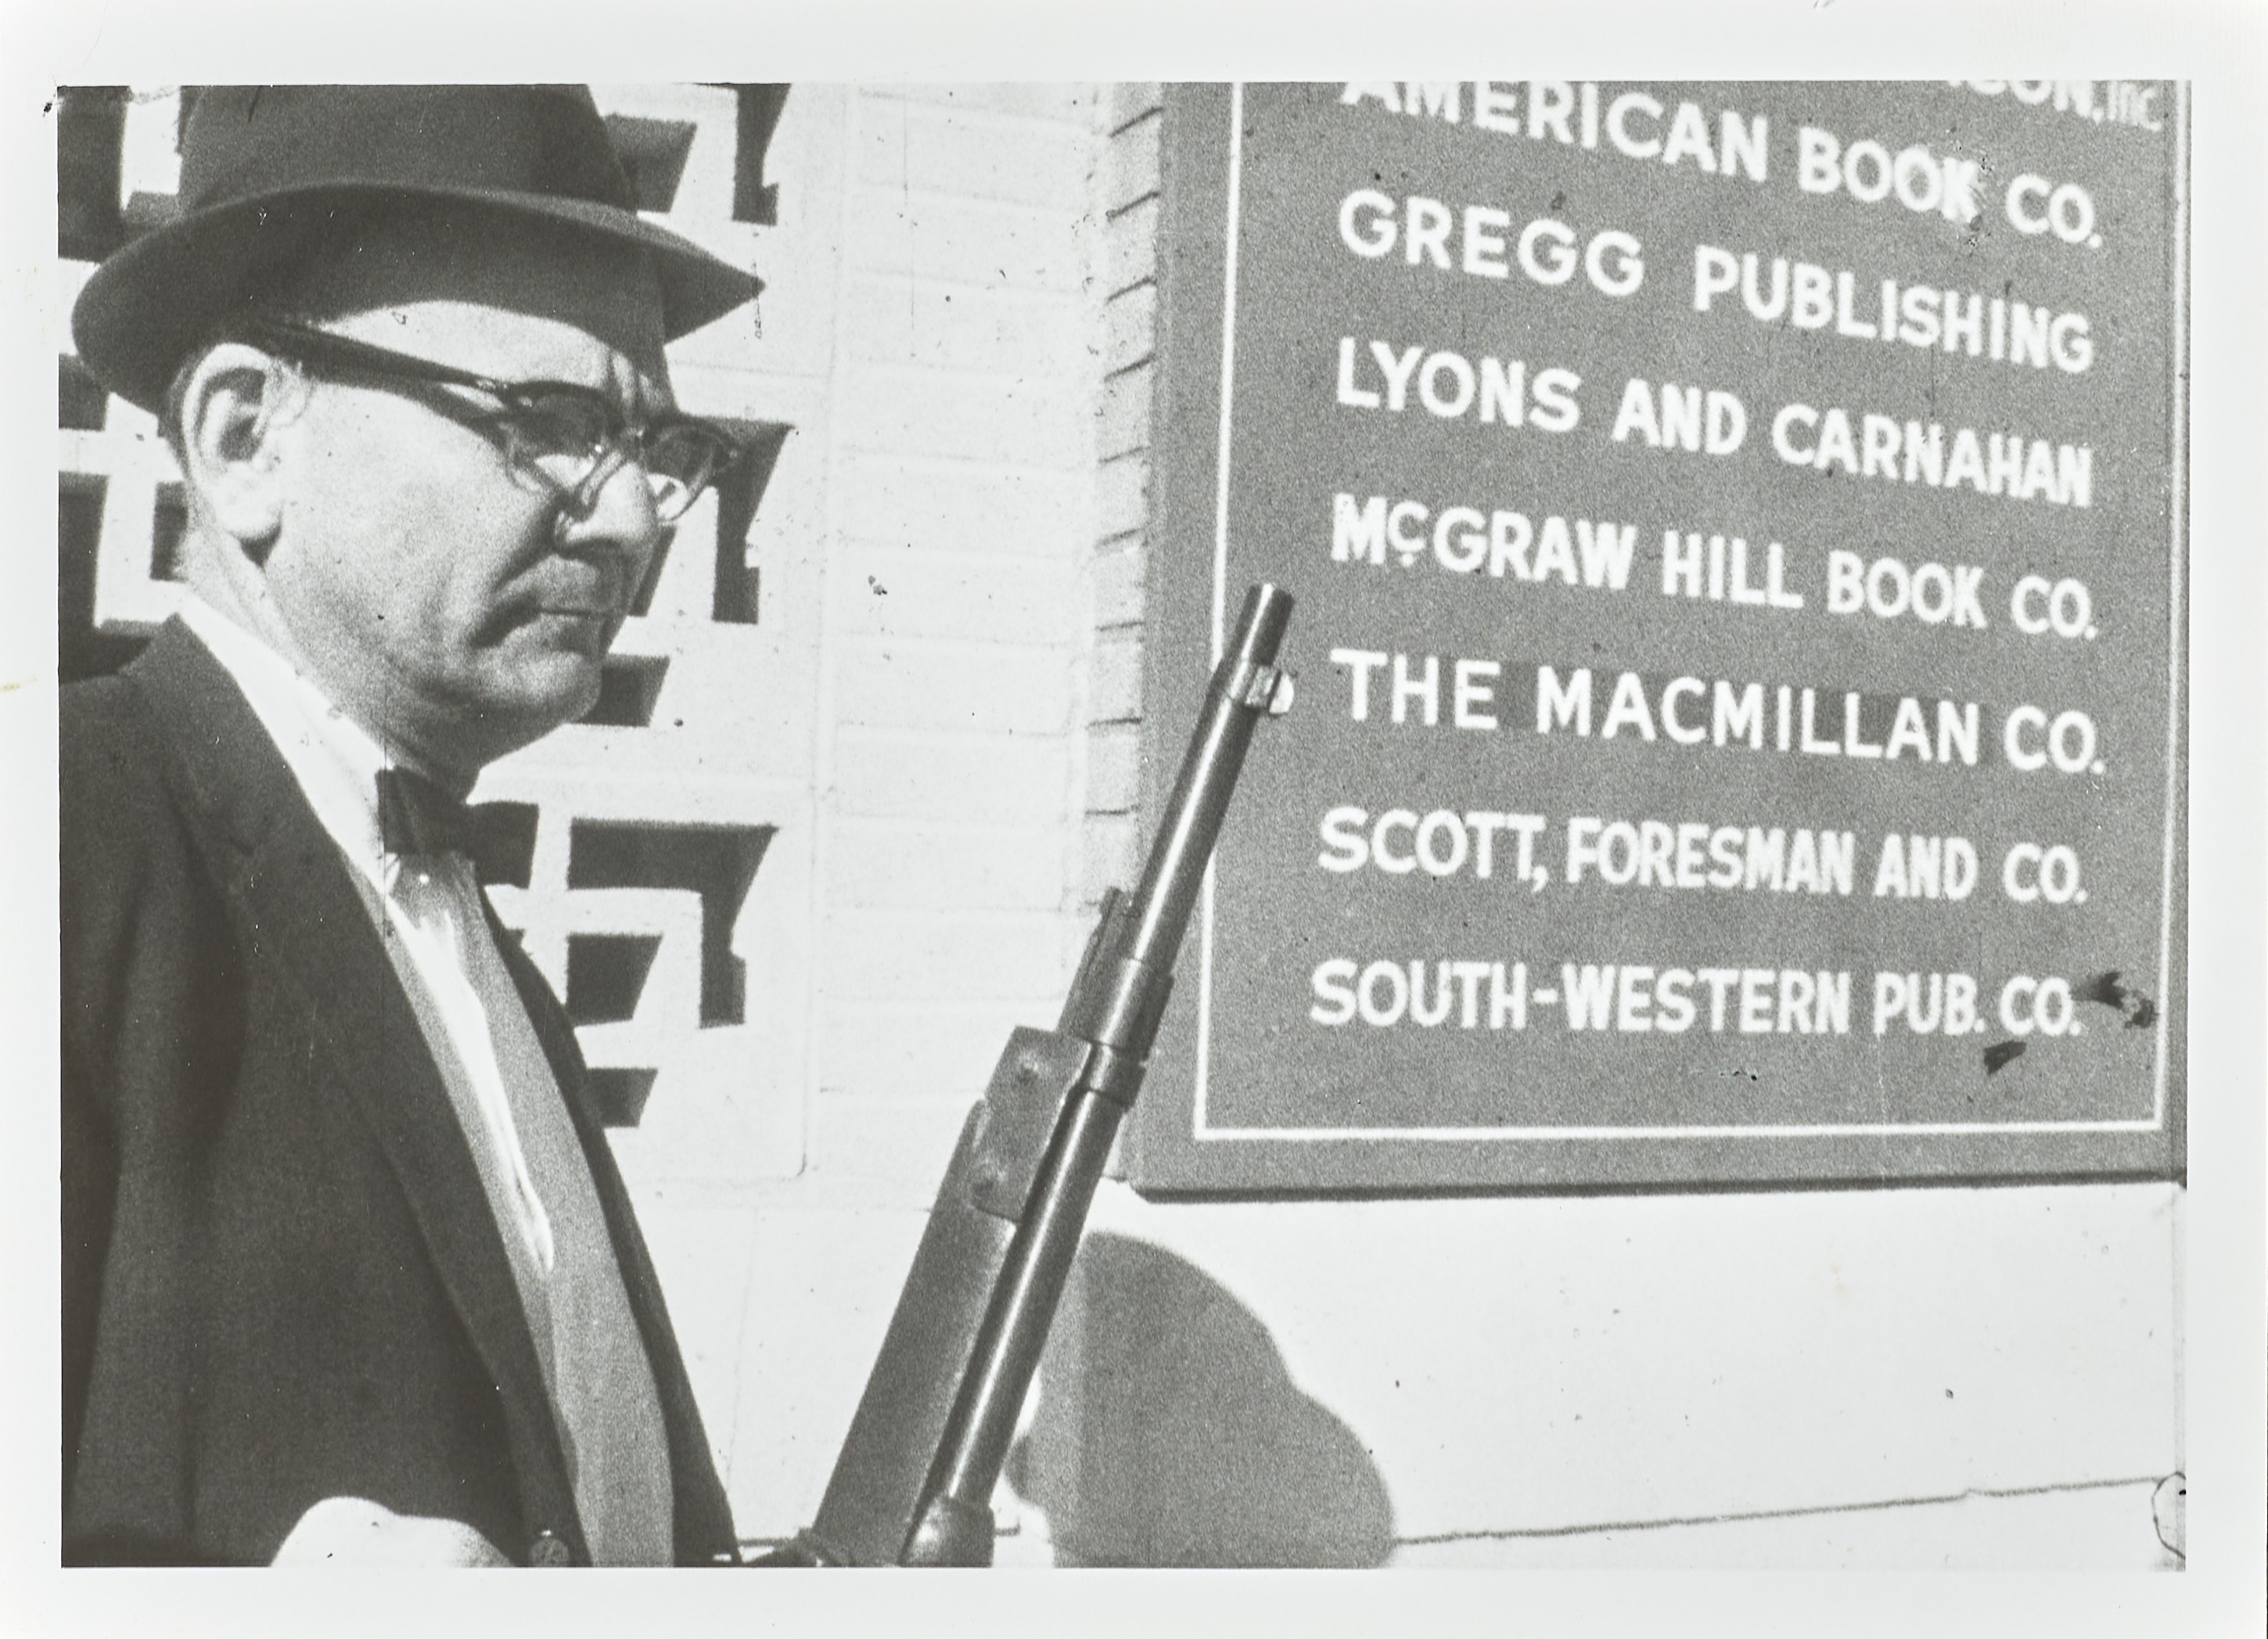 Inc.
AMERICAN BOOK CO.
GREGG PUBLISHING
LYONS AND CARNAHAN
McGRAW HILL BOOK CO.
THE MACMILLAN CO.
SCOTT, FORESMAN AND CO.
SOUTH-WESTERN PUB. CO.